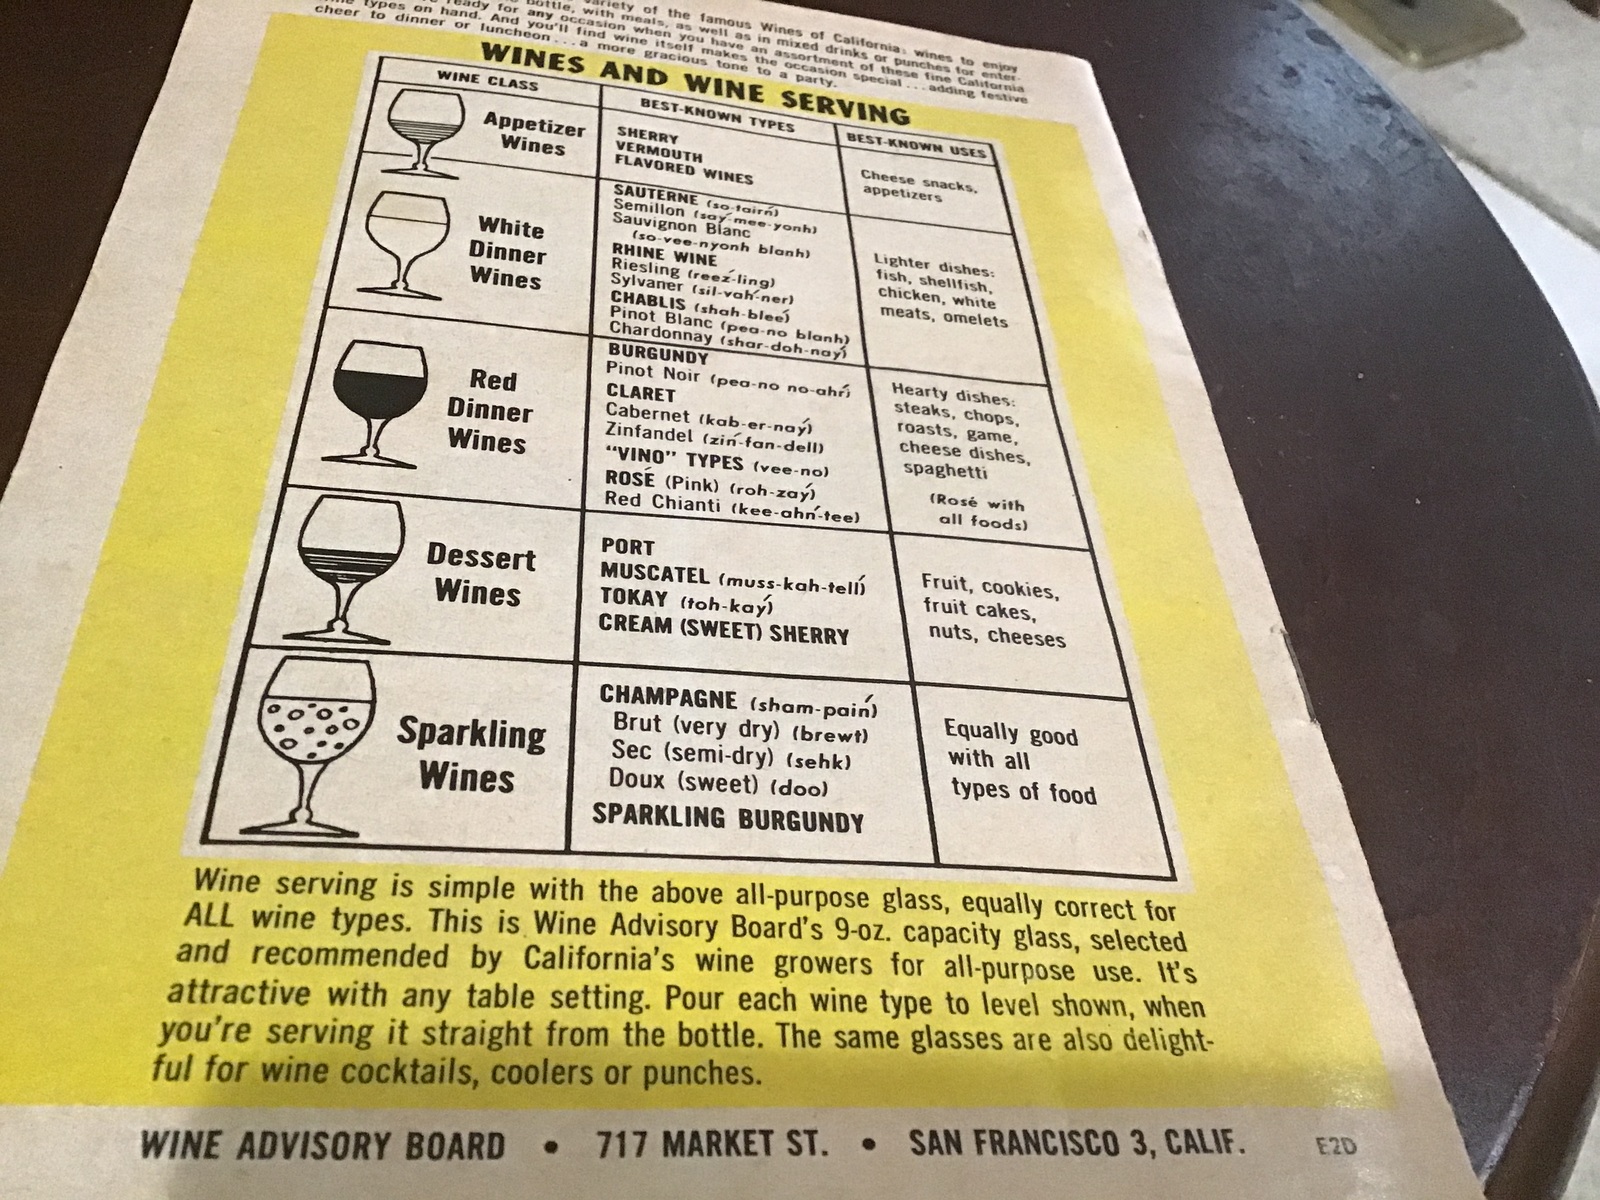 variety of the famous Wines of California: wines to enjoy
bottle, with meals, as well as in mixed drinks or punches for enter-
ready for any occasion when you have an assortment of these fine California
types on hand. And you'll find wine itself makes the occasion special ... adding festive
cheer to dinner or luncheon ... a more gracious tone to a party.
WINES AND WINE SERVING
WINE CLASS
BEST-KNOWN TYPES
BEST-KNOWN USES
Appetizer
Wines
SHERRY
VERMOUTH
FLAVORED WINES
Cheese snacks,
appetizers
White
Dinner
Wines
SAUTERNE (so-tairń)
Semillon (saý-mee-yonh)
Sauvignon Blanc
(so-vee-nyonh blanh)
RHINE WINE
Riesling (reeź-ling)
Sylvaner (sil-vah́-ner)
CHABLIS (shah-bleé)
Pinot Blanc (pea-no blanh)
Chardonnay (shar-doh-naý)
Lighter dishes:
fish, shellfish,
chicken, white
meats, omelets
Red
Dinner
Wines
BURGUNDY
Pinot Noir (pea-no no-ahŕ)
CLARET
Cabernet (kab-er-naý)
Zinfandel (ziń-fan-dell)
"VINO" TYPES (vee-no)
ROSÉ (Pink) (roh-zaý)
Red Chianti (kee-ahń-tee)
Hearty dishes:
steaks, chops,
roasts, game,
cheese dishes,
spaghetti
(Rosé with
all foods)
Dessert
Wines
PORT
MUSCATEL (muss-kah-telĺ)
TOKAY (toh-kaý)
CREAM (SWEET) SHERRY
Fruit, cookies,
fruit cakes,
nuts, cheeses
Sparkling
Wines
CHAMPAGNE (sham-paiń)
Brut (very dry) (brewt)
Sec (semi-dry) (sehk)
Doux (sweet) (doo)
SPARKLING BURGUNDY
Equally good
with all
types of food
Wine serving is simple with the above all-purpose glass, equally correct for
ALL wine types. This is Wine Advisory Board's 9-oz. capacity glass, selected
and recommended by California's wine growers for all-purpose use. It's
attractive with any table setting. Pour each wine type to level shown, when
you're serving it straight from the bottle. The same glasses are also delight-
ful for wine cocktails, coolers or punches.
WINE ADVISORY BOARD • 717 MARKET ST. • SAN FRANCISCO 3, CALIF. E2D